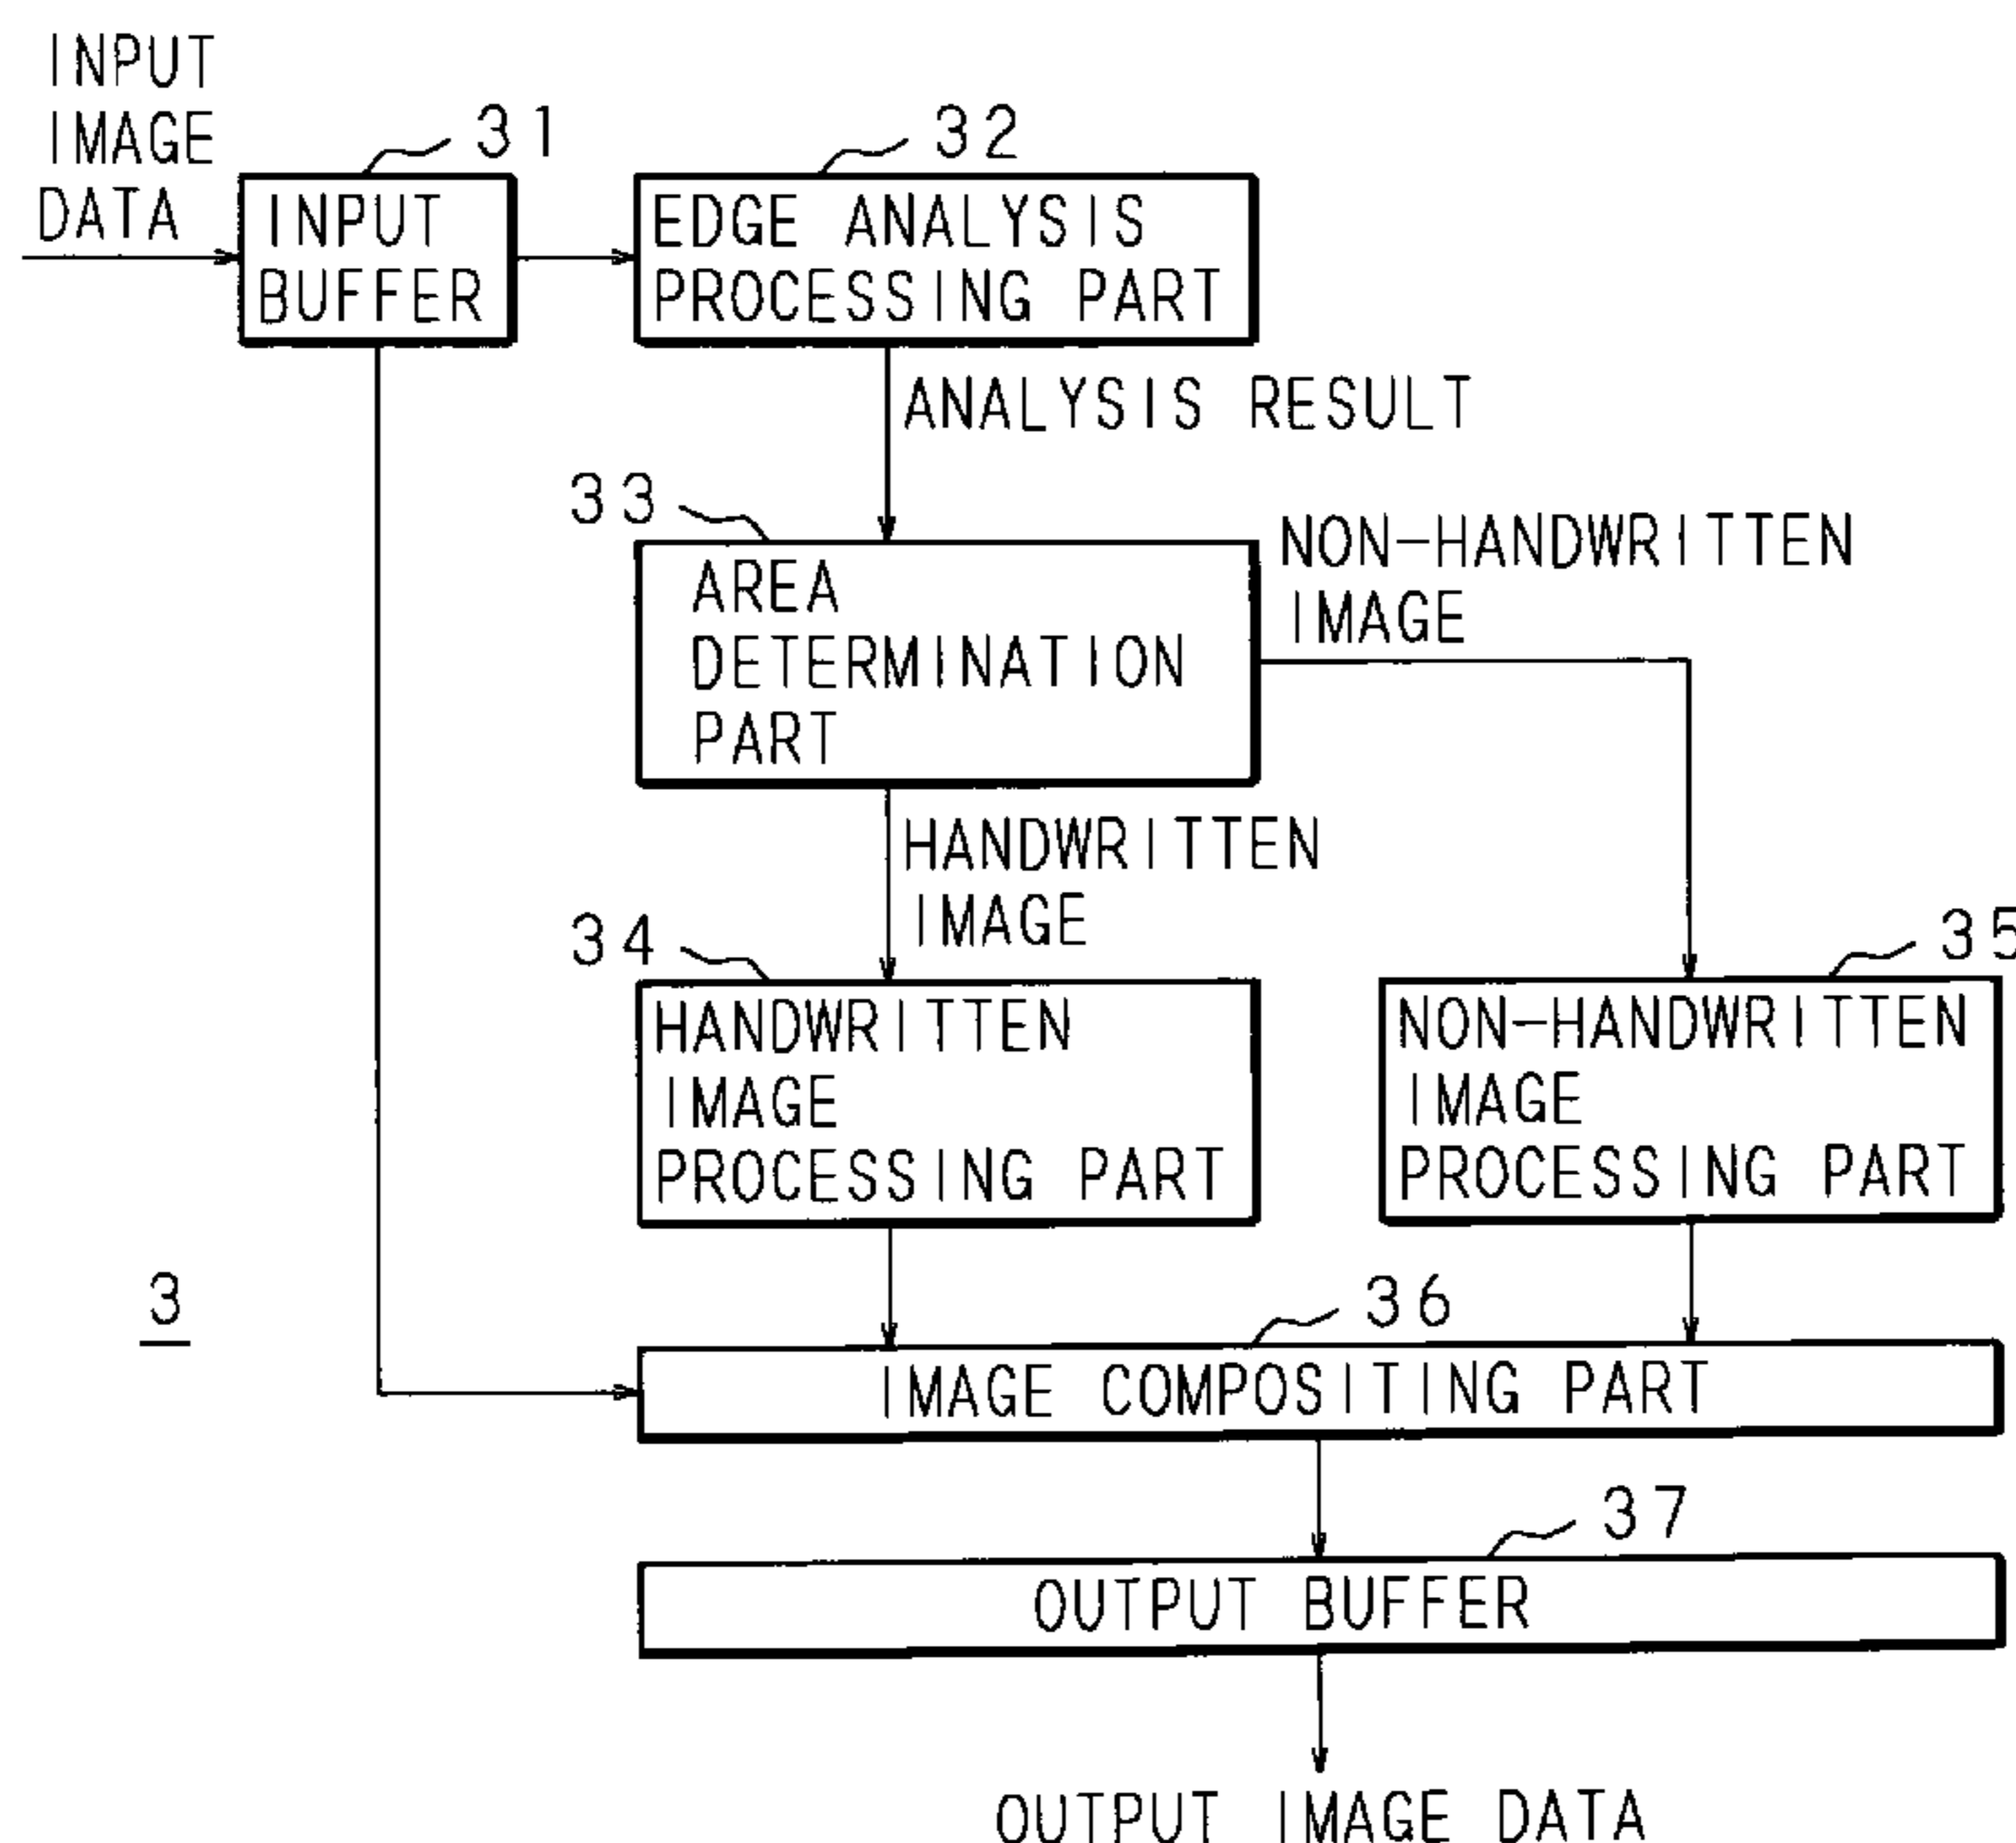 INPUT
IMAGE
DATA
31
INPUT
BUFFER
32
EDGE ANALYSIS
PROCESSING PART
ANALYSIS RESULT
33
AREA
DETERMINATION
PART
NON-HANDWRITTEN
IMAGE
HANDWRITTEN
IMAGE
34
HANDWRITTEN
IMAGE
PROCESSING PART
35
NON-HANDWRITTEN
IMAGE
PROCESSING PART
3
36
IMAGE COMPOSITING PART
37
OUTPUT BUFFER
OUTPUT IMAGE DATA